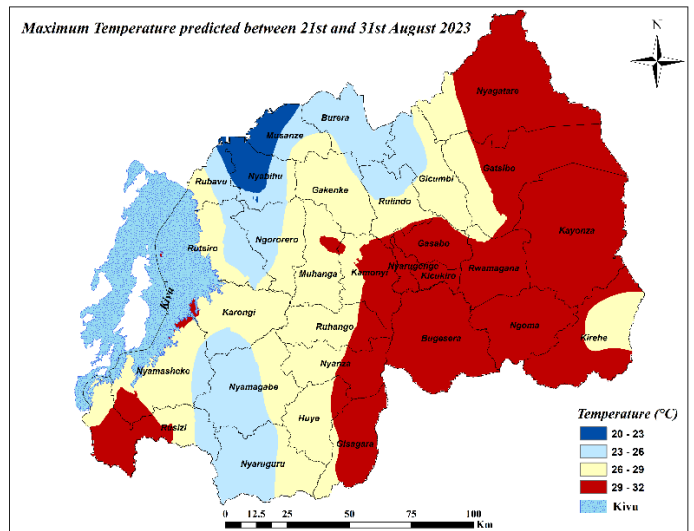 Maximum Temperature predicted between 21st and 31st August 2023
N
Nyagatare
Burera
Musanze
Gatsibo
Nyabihu
Rubavu
Gakenke
Gicumbi
Rulindo
Kayonza
Ngororero
Rutsiro
Gasabo
Muhanga
Kamonyi
Nyarugenge
Rwamagana
Kicukiro
Kivu
Karongi
Ruhango
Bugesera
Ngoma
Kirehe
Nyamasheke
Nyanza
Nyamagabe
Huye
Gisagara
Rusizi
Nyaruguru
Temperature (°C)
20 - 23
23 - 26
26 - 29
29 - 32
Kivu
0 12.5 25 50 75 100
Km